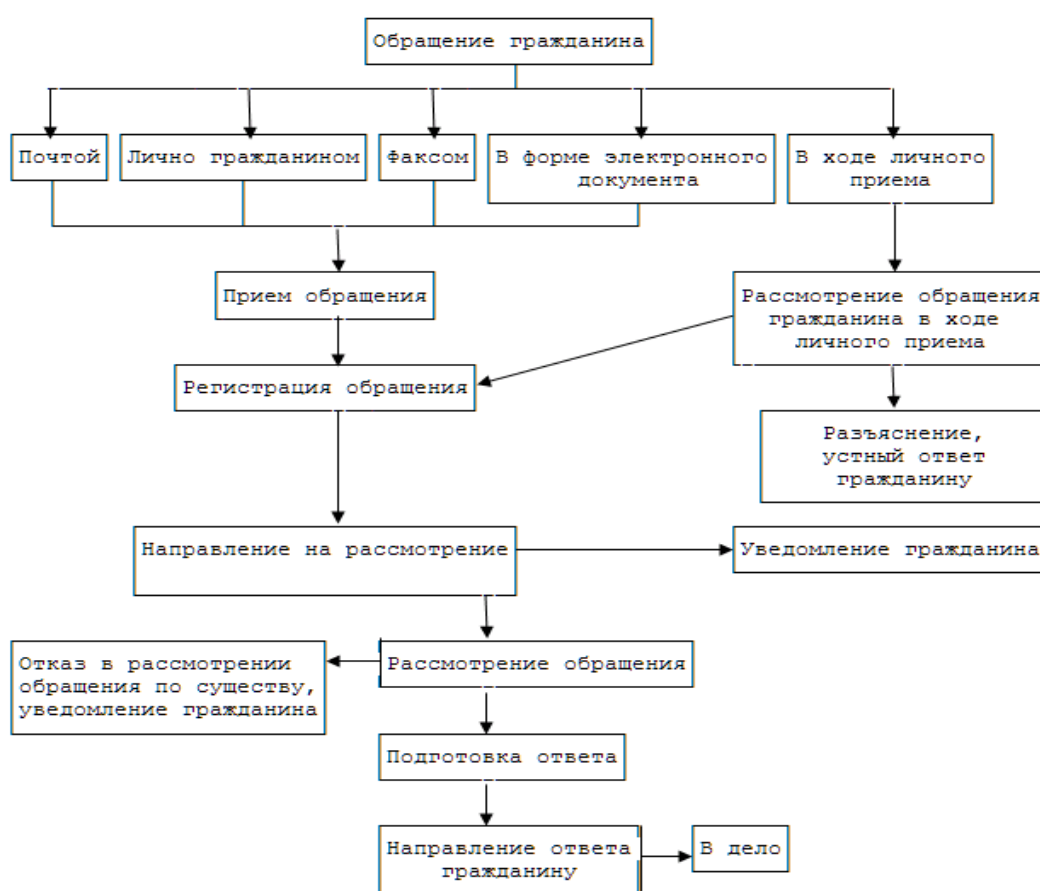 Обращение гражданина
Почтой
Лично гражданином
Факсом
В форме электронного
документа
В ходе личного
приема
Прием обращения
Рассмотрение обращения
гражданина в ходе
личного приема
Регистрация обращения
Разъяснение,
устный ответ
гражданину
Направление на рассмотрение
Уведомление гражданина
Отказ в рассмотрении
обращения по существу,
уведомление гражданина
Рассмотрение обращения
Подготовка ответа
Направление ответа
гражданину
В дело